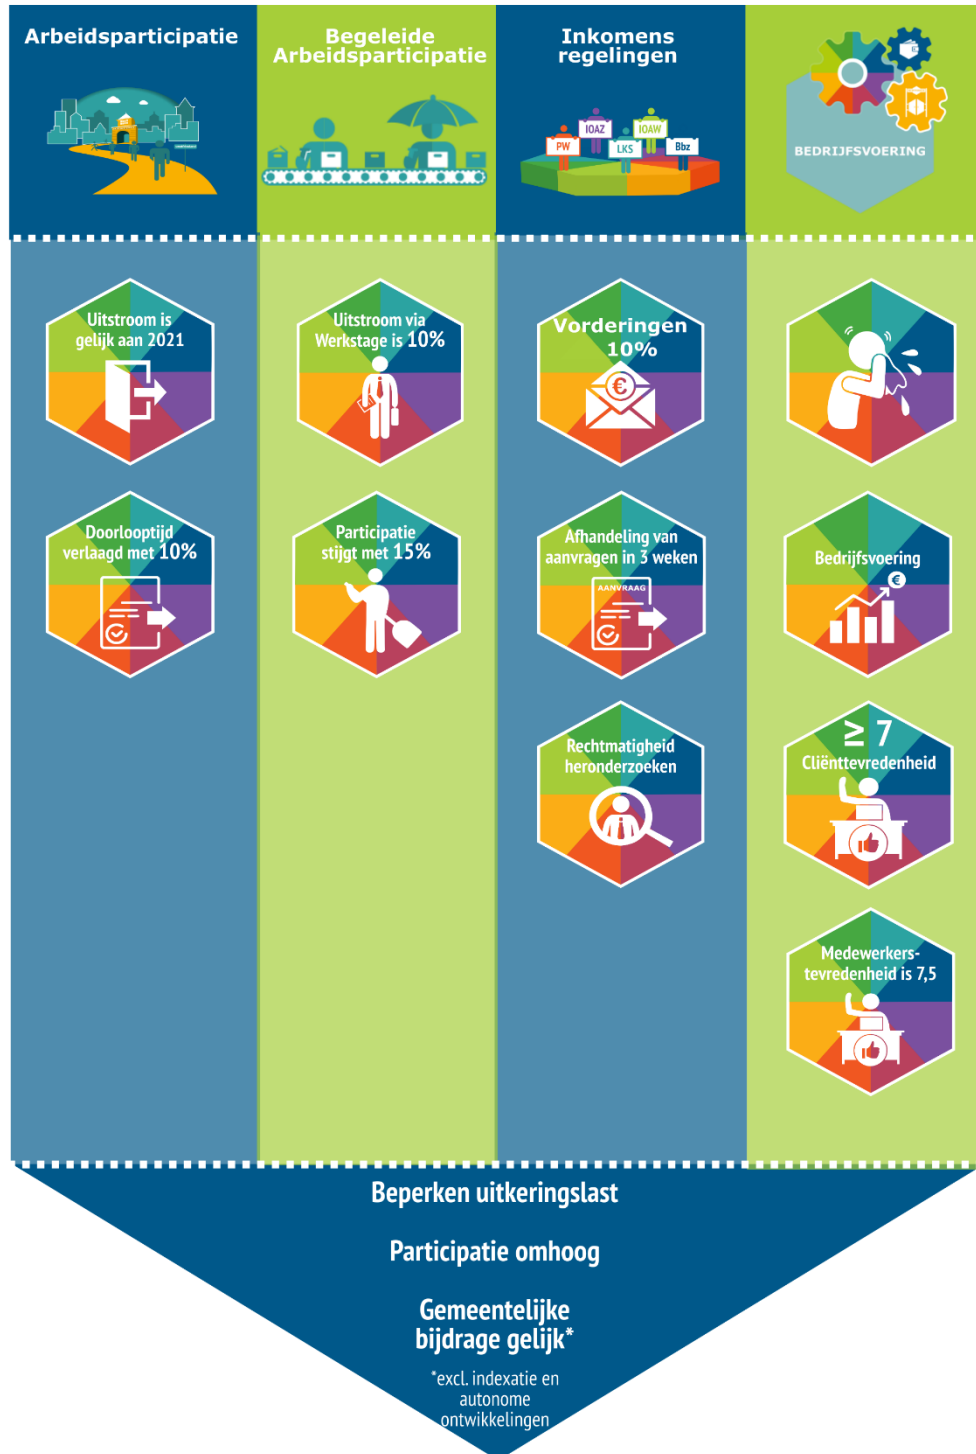 Arbeidsparticipatie
Begeleide
Arbeidsparticipatie
Inkomens
regelingen
PW
IOAZ
LKS
IOAW
Bbz
BEDRIJFSVOERING
Uitstroom is
gelijk aan 2021
Uitstroom via
Werkstage is 10%
Vorderingen
10%
€
Doorlooptijd
verlaagd met 10%
Participatie
stijgt met 15%
Afhandeling van
aanvragen in 3 weken
AANVRAAG
Bedrijfsvoering
€
Rechtmatigheid
heronderzoeken
≥ 7
Cliënttevredenheid
Medewerkers-
tevredenheid is 7,5
Beperken uitkeringslast
Participatie omhoog
Gemeentelijke
bijdrage gelijk*
*excl. indexatie en
autonome
ontwikkelingen